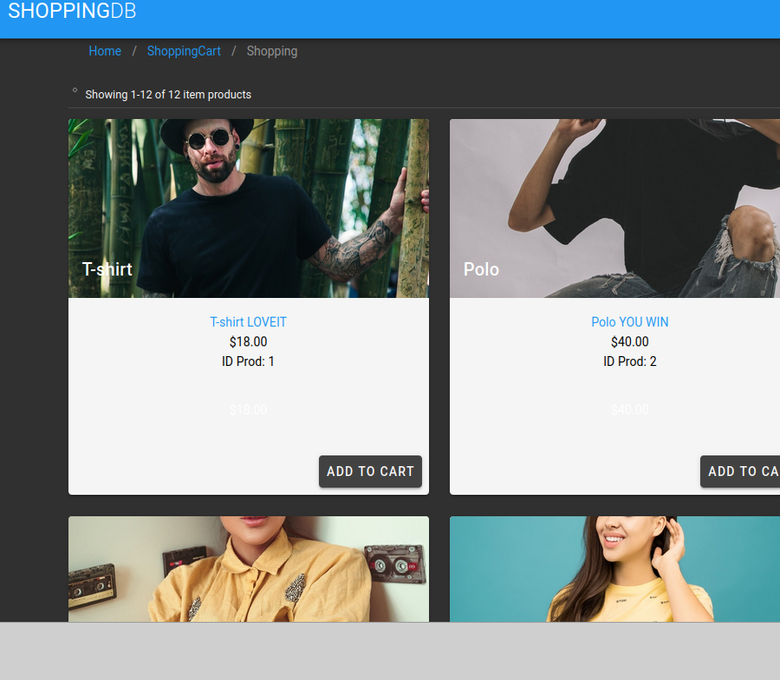 SHOPPINGDB
Home / ShoppingCart / Shopping
Showing 1-12 of 12 item products
T-shirt
Polo
T-shirt LOVEIT
$18.00
ID Prod: 1
$18.00
ADD TO CART
Polo YOU WIN
$40.00
ID Prod: 2
$40.00
ADD TO CA